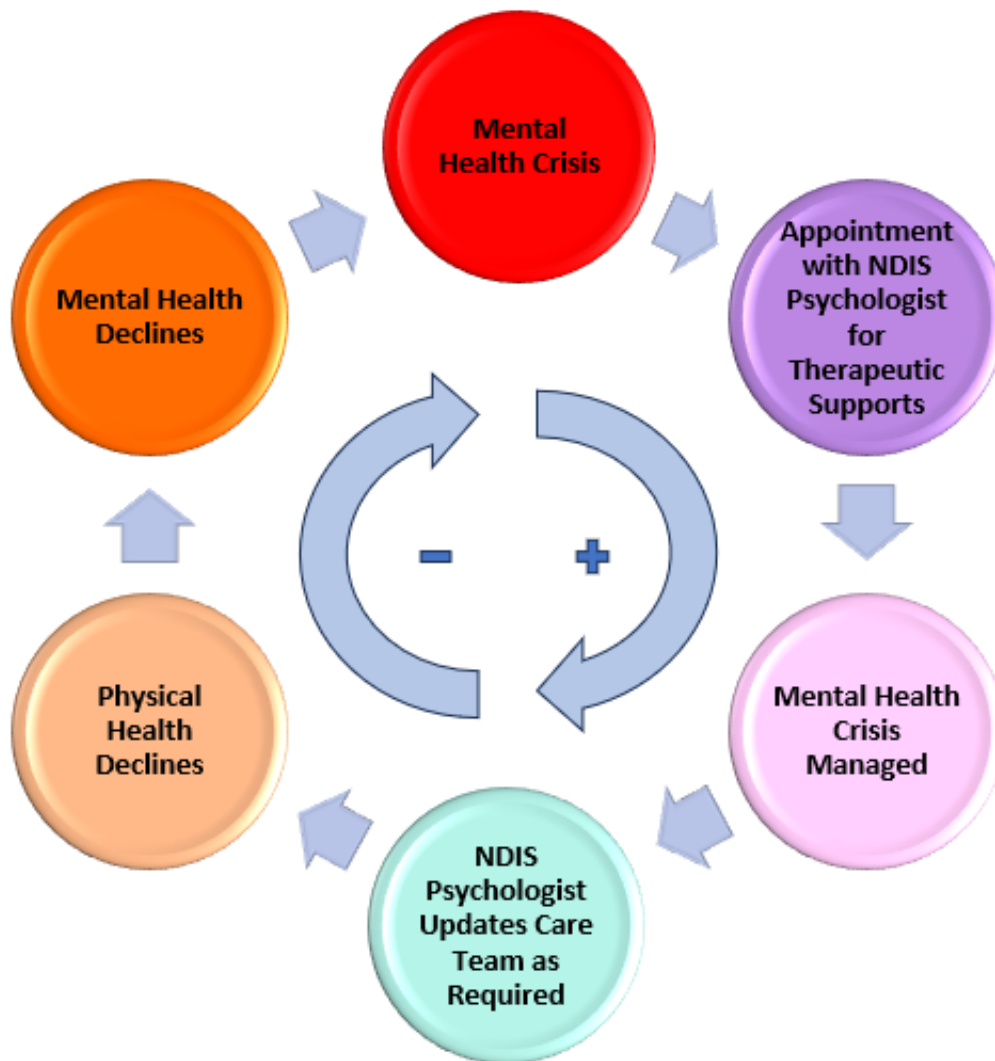 Mental
Health Crisis
Appointment
with NDIS
Psychologist
for
Therapeutic
Supports
Mental Health
Crisis
Managed
NDIS
Psychologist
Updates Care
Team as
Required
Physical
Health
Declines
Mental Health
Declines
-
+